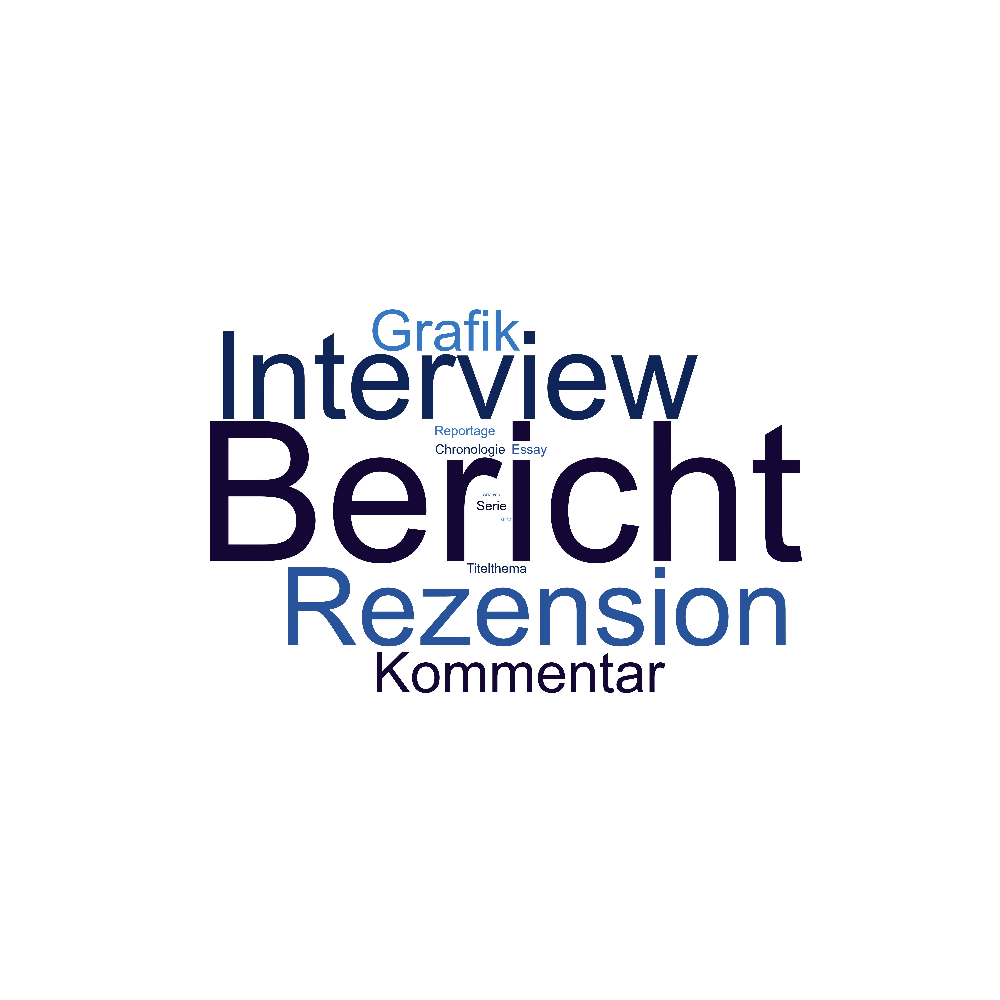 Grafik
Interview
Reportage
Chronologie Essay
Bericht
Analyse
Serie
Karte
Titelthema
Rezension
Kommentar